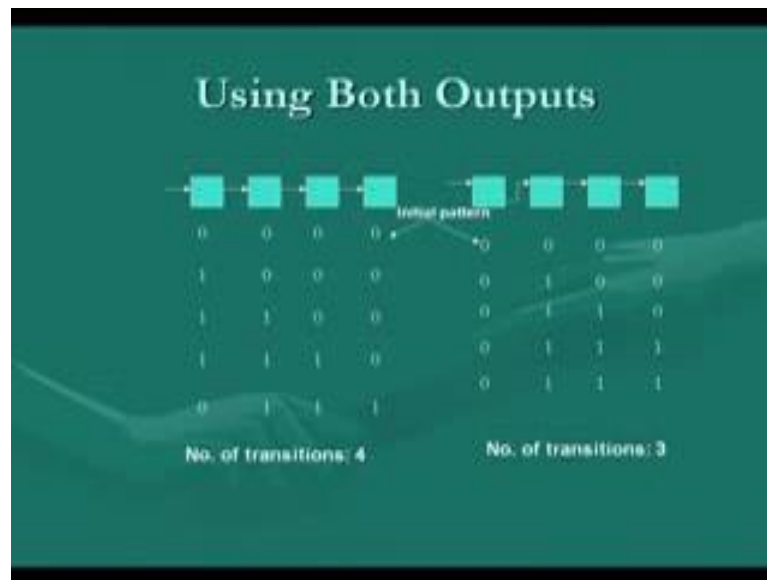 Using Both Outputs
Initial pattern
0 0 0 0
1 0 0 0
1 1 0 0
1 1 1 0
0 1 1 1
No. of transitions: 4
0 0 0 0
0 1 0 0
0 1 1 0
0 1 1 1
0 1 1 1
No. of transitions: 3